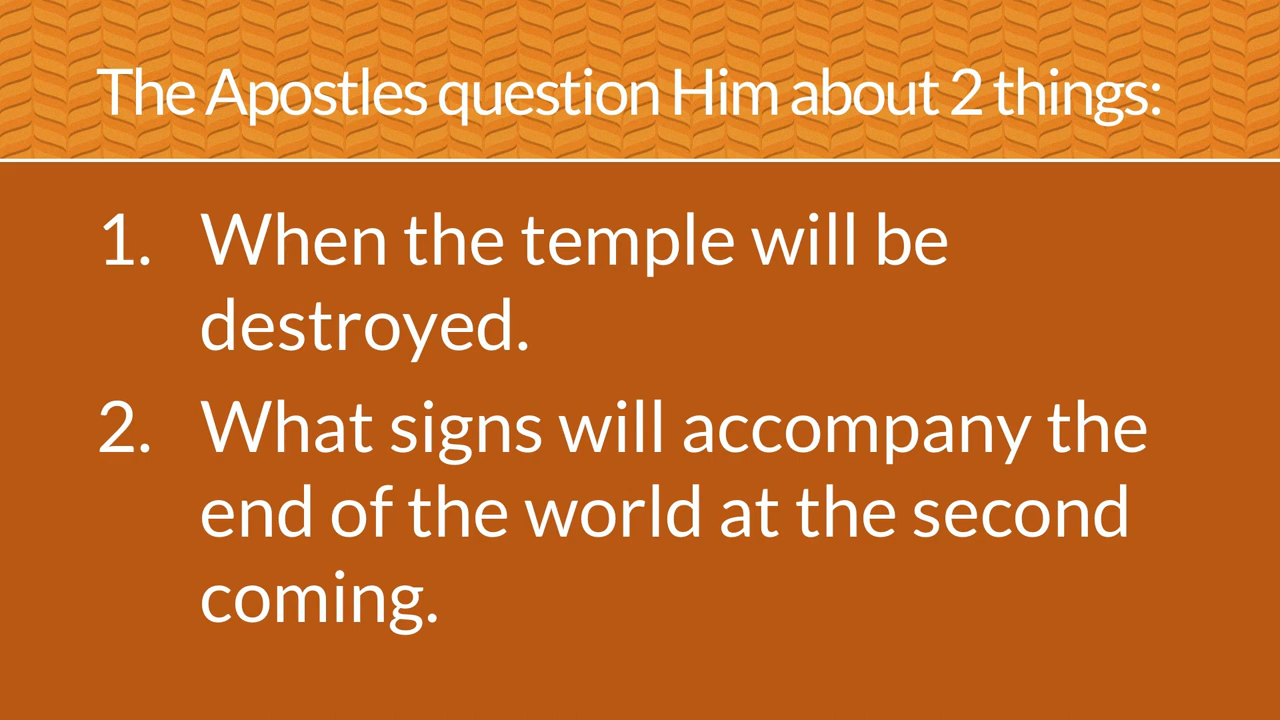 The Apostles question Him about 2 things:
1. When the temple will be
destroyed.
2. What signs will accompany the
end of the world at the second
coming.